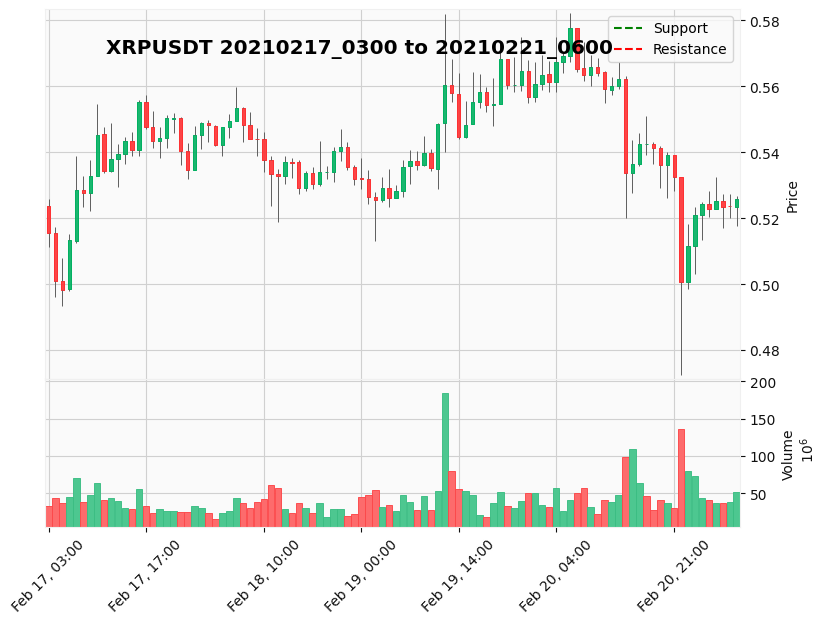 XRPUSDT 20210217_0300 to 20210221_0600
Support
Resistance
0.58
0.56
0.54
0.52
0.50
0.48
Price
200
150
100
50
Volume
10^6
Feb 17, 03:00
Feb 17, 17:00
Feb 18, 10:00
Feb 19, 00:00
Feb 19, 14:00
Feb 20, 04:00
Feb 20, 21:00